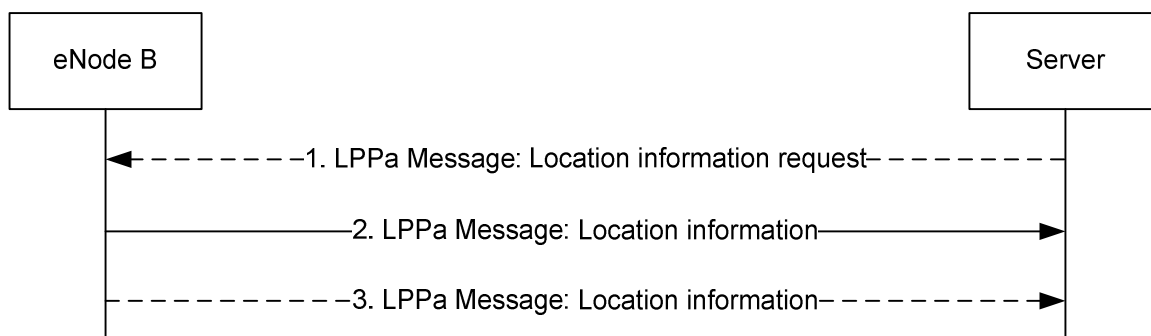 eNode B
Server
1. LPPa Message: Location information request
2. LPPa Message: Location information
3. LPPa Message: Location information